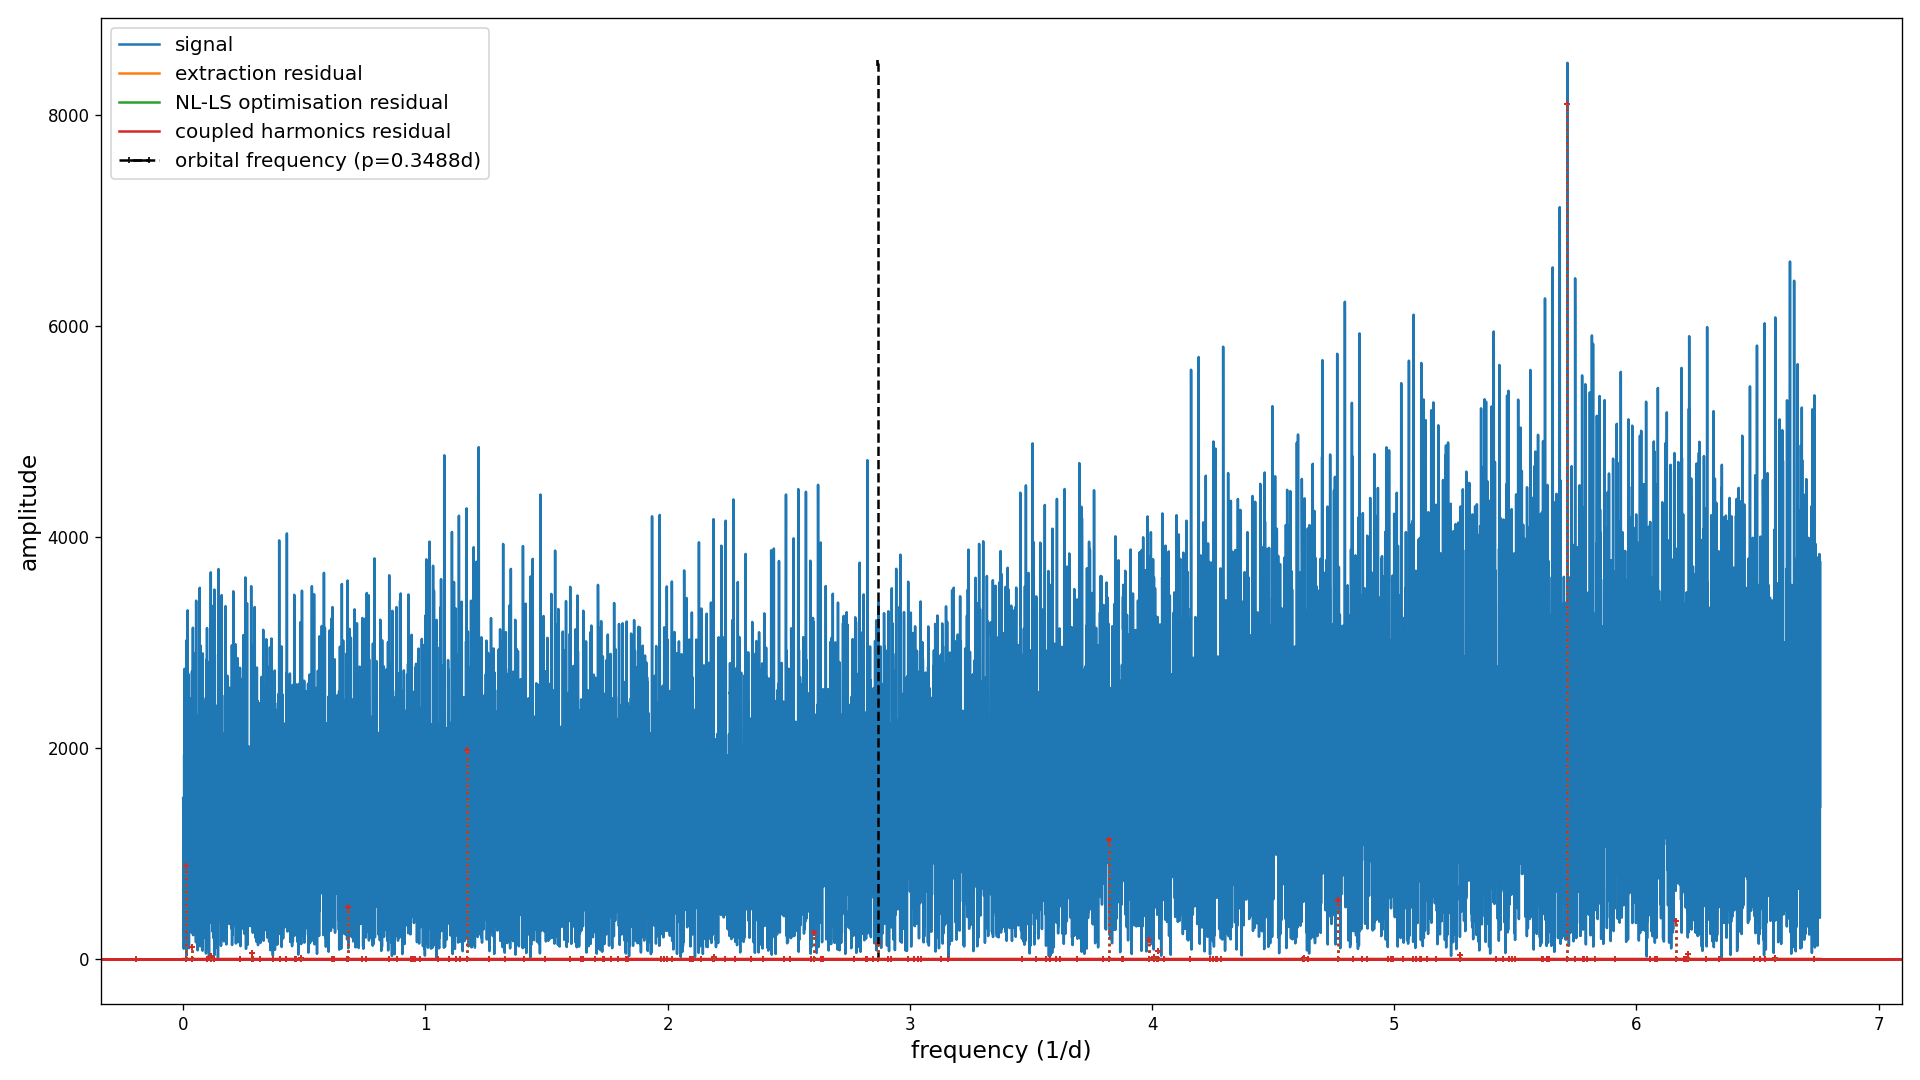 signal
extraction residual
NL-LS optimisation residual
coupled harmonics residual
orbital frequency (p=0.3488d)
8000
6000
4000
2000
0
amplitude
0 1 2 3 4 5 6 7
frequency (1/d)